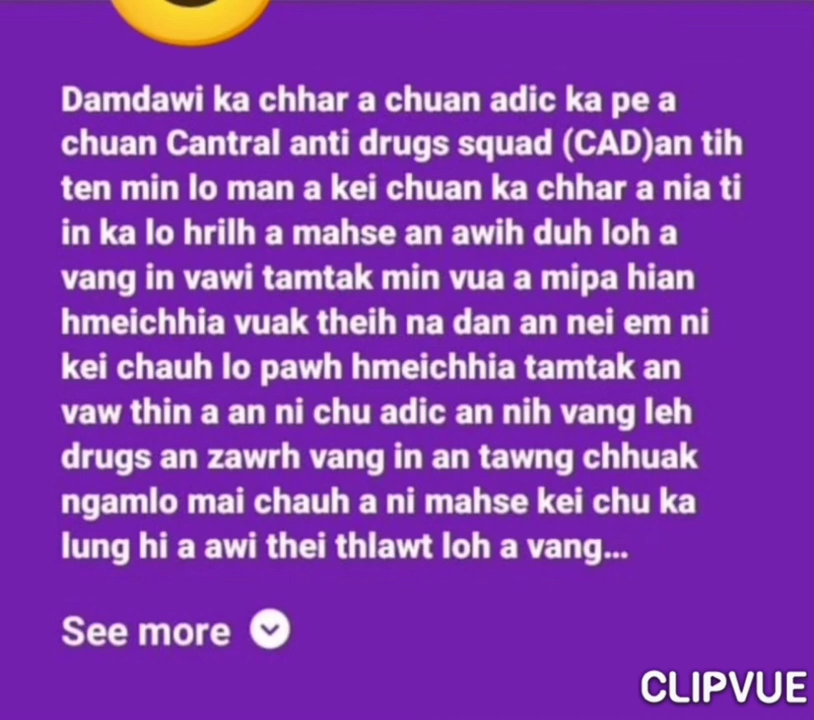 Damdawi ka chhar a chuan adic ka pe a
chuan Cantral anti drugs squad (CAD)an tih
ten min lo man a kei chuan ka chhar a nia ti
in ka lo hrilh a mahse an awih duh loh a
vang in vawi tamtak min vua a mipa hian
hmeichhia vuak theih na dan an nei em ni
kei chauh lo pawh hmeichhia tamtak an
vaw thin a an ni chu adic an nih vang leh
drugs an zawrh vang in an tawng chhuak
ngamlo mai chauh a ni mahse kei chu ka
lung hi a awi thei thlawt loh a vang...
See more
CLIPVUE